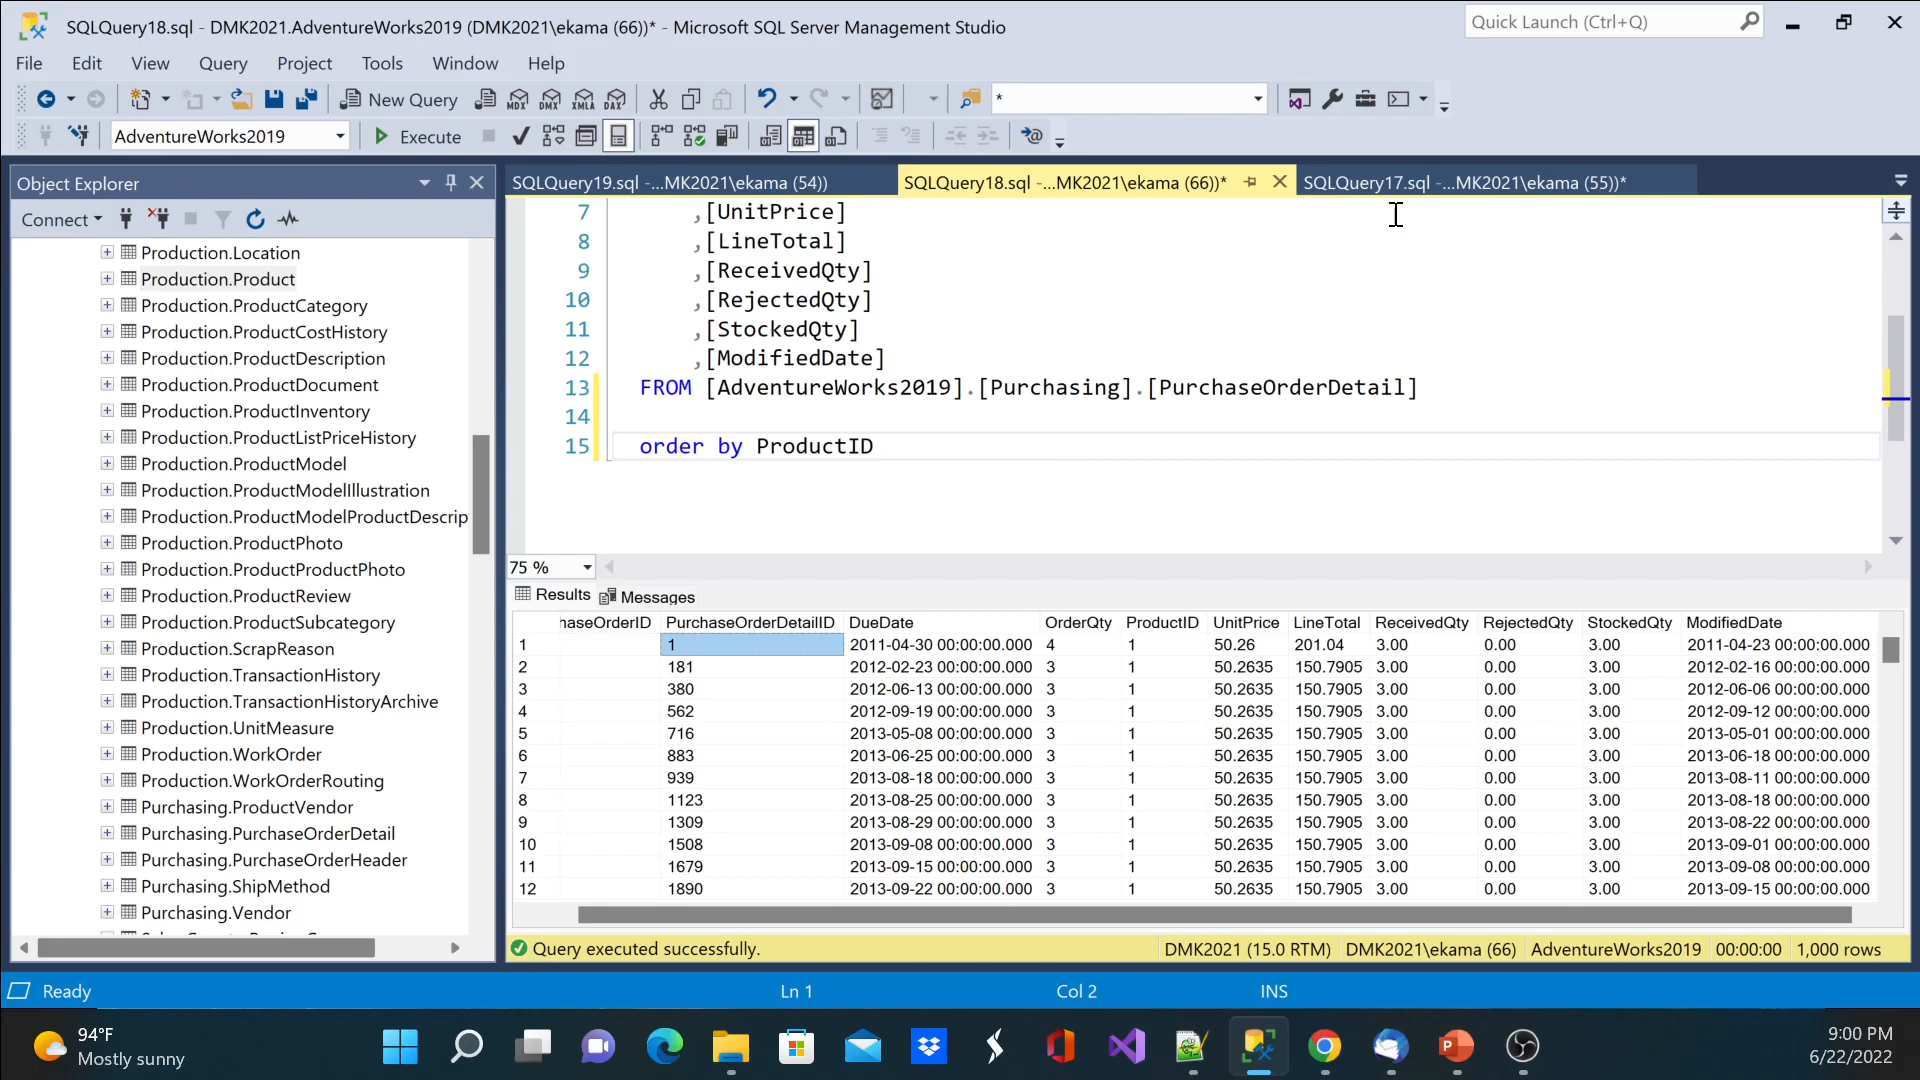 SQLQuery18.sql - DMK2021.AdventureWorks2019 (DMK2021\ekama (66))* - Microsoft SQL Server Management Studio
Quick Launch (Ctrl+Q)
File Edit View Query Project Tools Window Help
New Query MDX DMX XMLA DAX *
AdventureWorks2019 Execute
Object Explorer
SQLQuery19.sql -...MK2021\ekama (54)) SQLQuery18.sql -...MK2021\ekama (66))* SQLQuery17.sql -...MK2021\ekama (55))*
Connect
Production.Location
Production.Product
Production.ProductCategory
Production.ProductCostHistory
Production.ProductDescription
Production.ProductDocument
Production.ProductInventory
Production.ProductListPriceHistory
Production.ProductModel
Production.ProductModelIllustration
Production.ProductModelProductDescrip
Production.ProductPhoto
Production.ProductProductPhoto
Production.ProductReview
Production.ProductSubcategory
Production.ScrapReason
Production.TransactionHistory
Production.TransactionHistoryArchive
Production.UnitMeasure
Production.WorkOrder
Production.WorkOrderRouting
Purchasing.ProductVendor
Purchasing.PurchaseOrderDetail
Purchasing.PurchaseOrderHeader
Purchasing.ShipMethod
Purchasing.Vendor
7 ,[UnitPrice]
8 ,[LineTotal]
9 ,[ReceivedQty]
10 ,[RejectedQty]
11 ,[StockedQty]
12 ,[ModifiedDate]
13 FROM [AdventureWorks2019].[Purchasing].[PurchaseOrderDetail]
14
15 order by ProductID
75 %
Results Messages
haseOrderID PurchaseOrderDetailID DueDate OrderQty ProductID UnitPrice LineTotal ReceivedQty RejectedQty StockedQty ModifiedDate
1 1 2011-04-30 00:00:00.000 4 1 50.26 201.04 3.00 0.00 3.00 2011-04-23 00:00:00.000
2 181 2012-02-23 00:00:00.000 3 1 50.2635 150.7905 3.00 0.00 3.00 2012-02-16 00:00:00.000
3 380 2012-06-13 00:00:00.000 3 1 50.2635 150.7905 3.00 0.00 3.00 2012-06-06 00:00:00.000
4 562 2012-09-19 00:00:00.000 3 1 50.2635 150.7905 3.00 0.00 3.00 2012-09-12 00:00:00.000
5 716 2013-05-08 00:00:00.000 3 1 50.2635 150.7905 3.00 0.00 3.00 2013-05-01 00:00:00.000
6 883 2013-06-25 00:00:00.000 3 1 50.2635 150.7905 3.00 0.00 3.00 2013-06-18 00:00:00.000
7 939 2013-08-18 00:00:00.000 3 1 50.2635 150.7905 3.00 0.00 3.00 2013-08-11 00:00:00.000
8 1123 2013-08-25 00:00:00.000 3 1 50.2635 150.7905 3.00 0.00 3.00 2013-08-18 00:00:00.000
9 1309 2013-08-29 00:00:00.000 3 1 50.2635 150.7905 3.00 0.00 3.00 2013-08-22 00:00:00.000
10 1508 2013-09-08 00:00:00.000 3 1 50.2635 150.7905 3.00 0.00 3.00 2013-09-01 00:00:00.000
11 1679 2013-09-15 00:00:00.000 3 1 50.2635 150.7905 3.00 0.00 3.00 2013-09-08 00:00:00.000
12 1890 2013-09-22 00:00:00.000 3 1 50.2635 150.7905 3.00 0.00 3.00 2013-09-15 00:00:00.000
Query executed successfully. DMK2021 (15.0 RTM) DMK2021\ekama (66) AdventureWorks2019 00:00:00 1,000 rows
Ready Ln 1 Col 2 INS
94°F
Mostly sunny
9:00 PM
6/22/2022